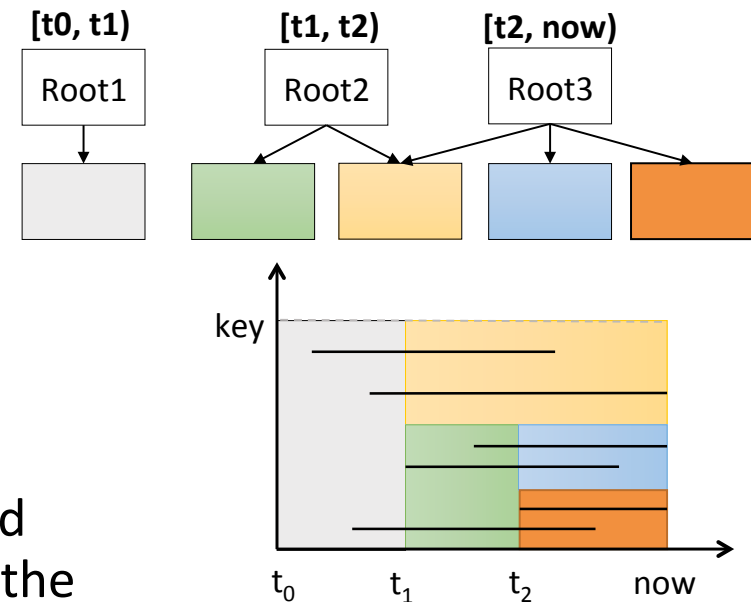 [t0, t1) [t1, t2) [t2, now)
Root1 Root2 Root3
key
d
the
t₀ t₁ t₂ now